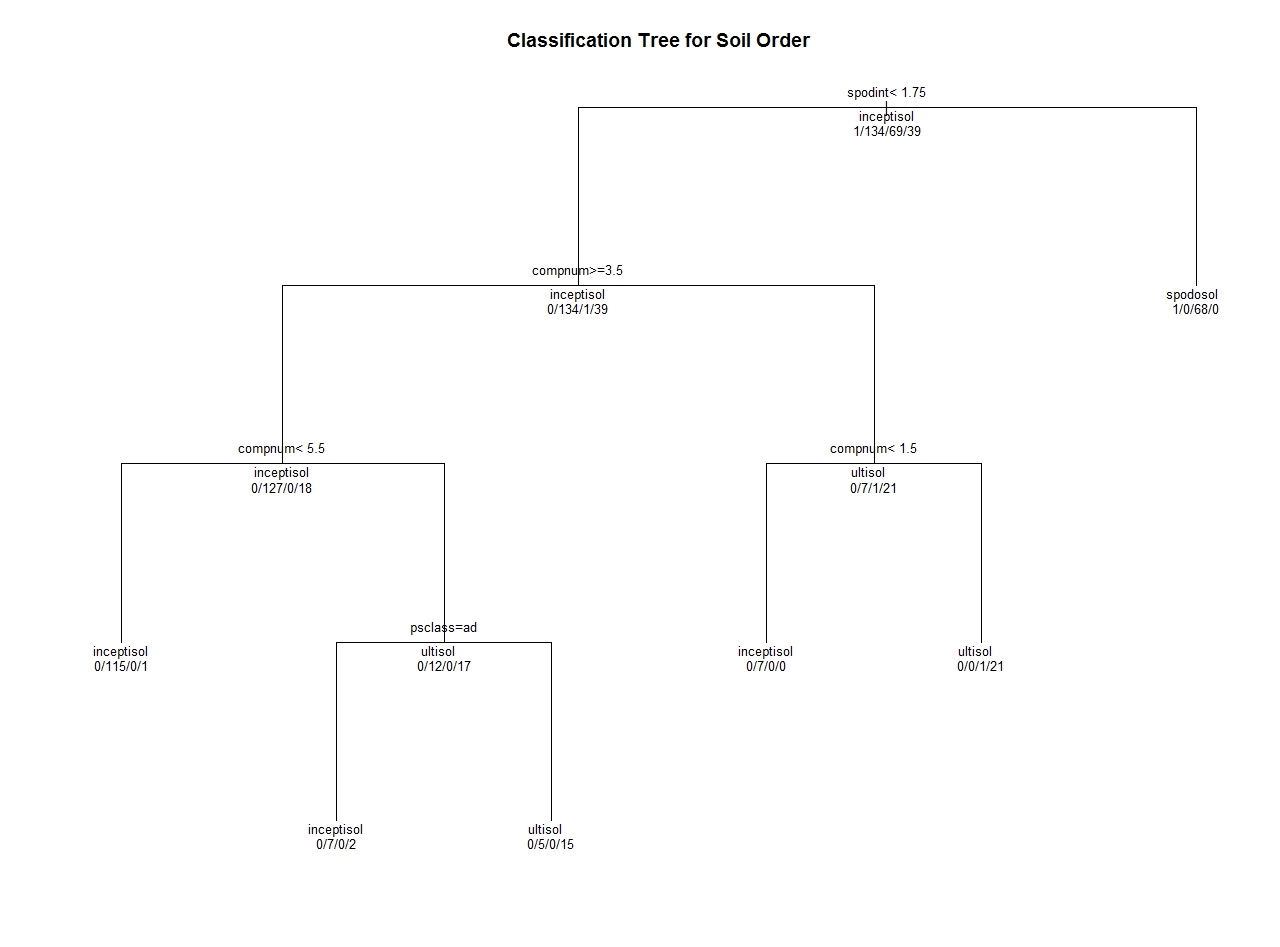 Classification Tree for Soil Order
spodint< 1.75
inceptisol
1/134/69/39
compnum>=3.5
inceptisol
0/134/1/39
spodosol
1/0/68/0
compnum< 5.5
inceptisol
0/127/0/18
compnum< 1.5
ultisol
0/7/1/21
inceptisol
0/115/0/1
psclass=ad
ultisol
0/12/0/17
inceptisol
0/7/0/0
ultisol
0/0/1/21
inceptisol
0/7/0/2
ultisol
0/5/0/15